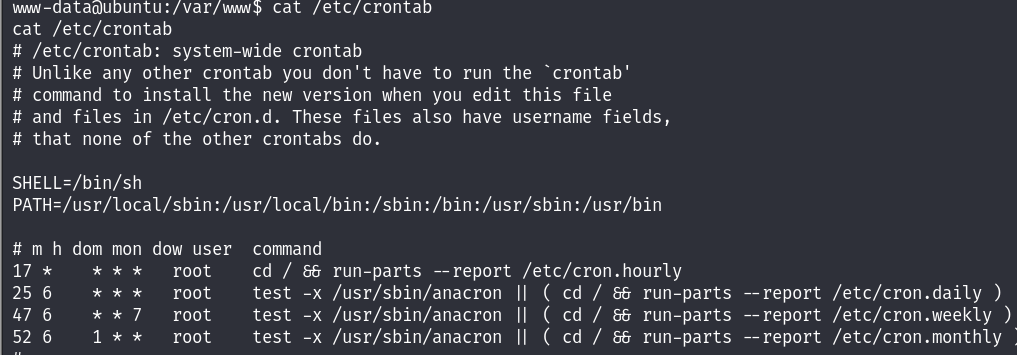 www-data@ubuntu:/var/www$ cat /etc/crontab
cat /etc/crontab
# /etc/crontab: system-wide crontab
# Unlike any other crontab you don't have to run the `crontab'
# command to install the new version when you edit this file
# and files in /etc/cron.d. These files also have username fields,
# that none of the other crontabs do.

SHELL=/bin/sh
PATH=/usr/local/sbin:/usr/local/bin:/sbin:/bin:/usr/sbin:/usr/bin

# m h dom mon dow user  command
17 *    * * *   root    cd / && run-parts --report /etc/cron.hourly
25 6    * * *   root    test -x /usr/sbin/anacron || ( cd / && run-parts --report /etc/cron.daily )
47 6    * * 7   root    test -x /usr/sbin/anacron || ( cd / && run-parts --report /etc/cron.weekly )
52 6    1 * *   root    test -x /usr/sbin/anacron || ( cd / && run-parts --report /etc/cron.monthly )
#